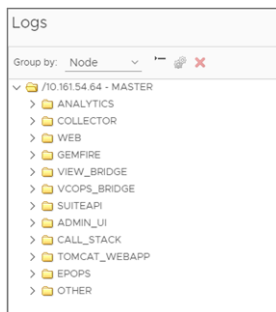 Logs
Group by: Node
/10.161.54.64 - MASTER
ANALYTICS
COLLECTOR
WEB
GEMFIRE
VIEW_BRIDGE
VCOPS_BRIDGE
SUITEAPI
ADMIN_UI
CALL_STACK
TOMCAT_WEBAPP
EPOPS
OTHER